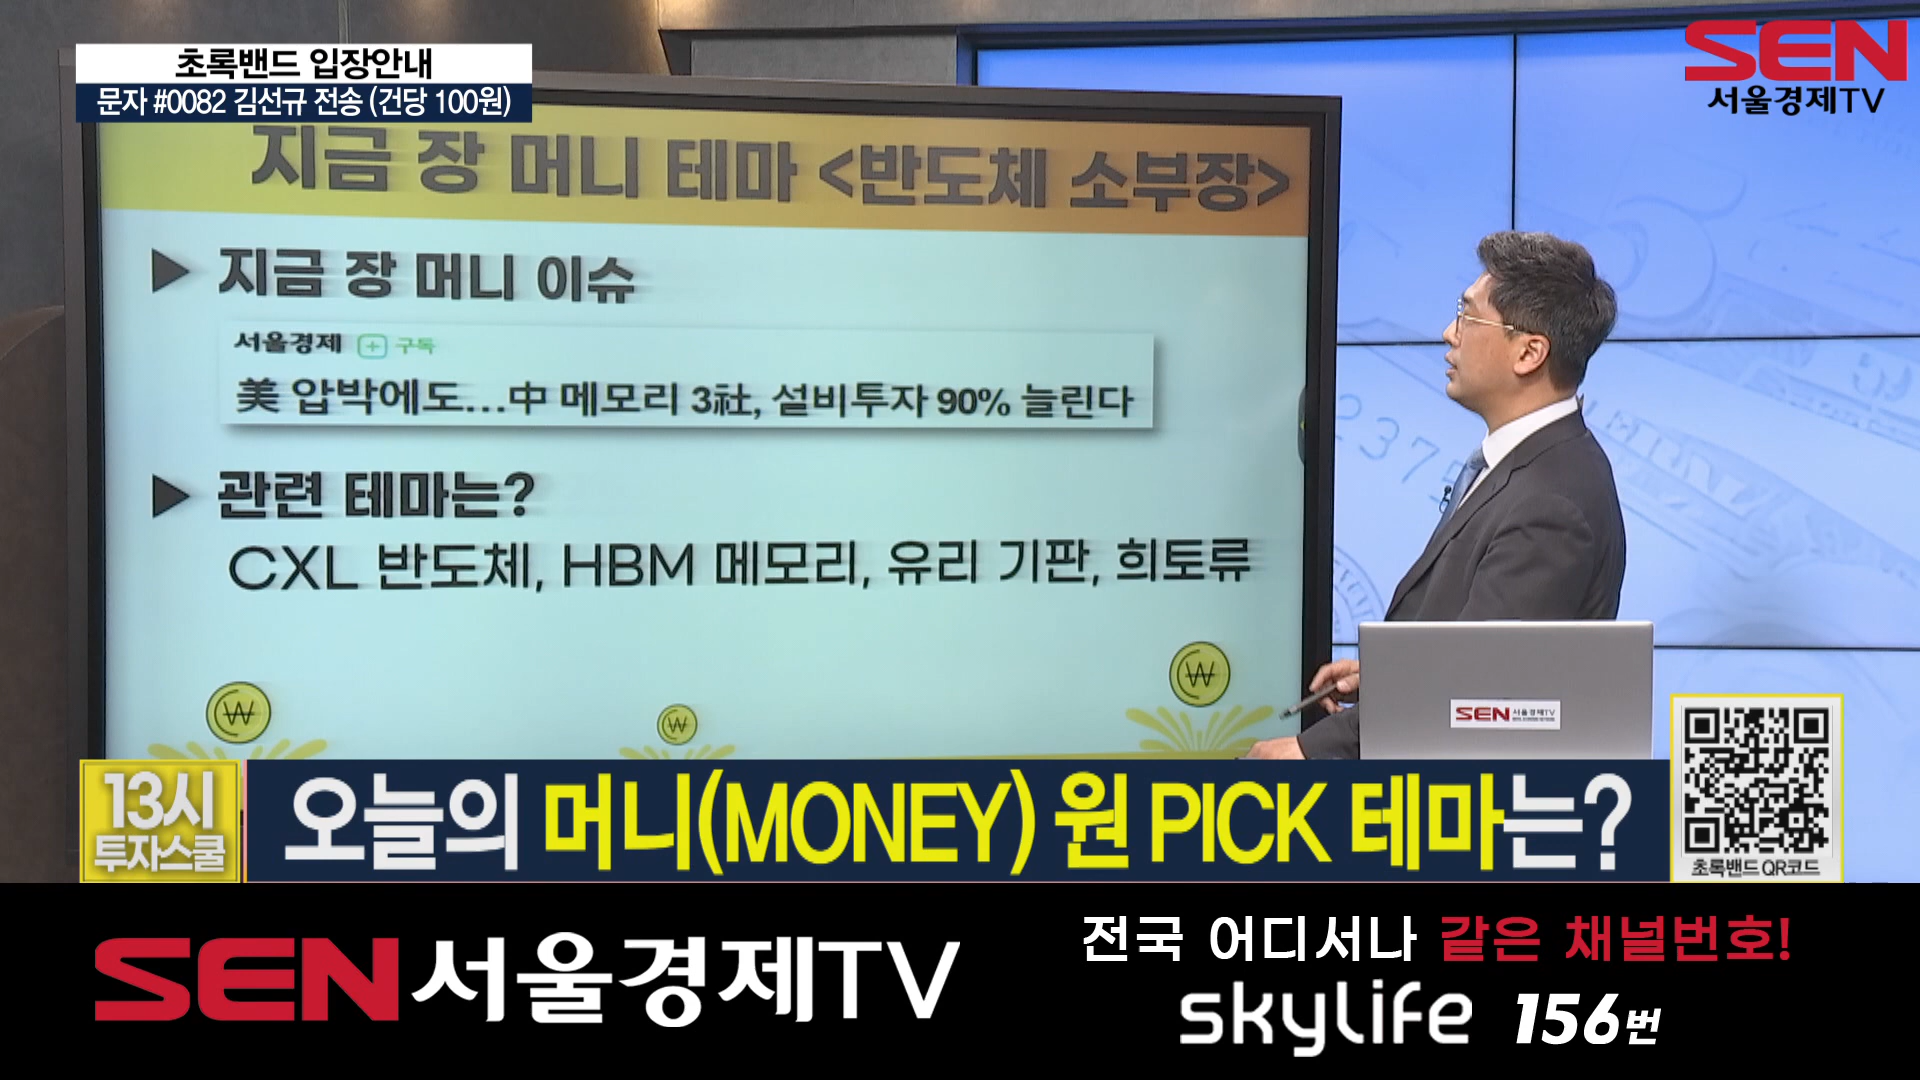 초록밴드 입장안내
문자 #0082 김선규 전송 (건당 100원)
SEN
서울경제TV
지금 장 머니 테마 <반도체 소부장>
▶ 지금 장 머니 이슈
서울경제 + 구독
美 압박에도...中 메모리 3社, 설비투자 90% 늘린다
▶ 관련 테마는?
CXL 반도체, HBM 메모리, 유리 기판, 희토류
SEN 서울경제TV
13시
투자스쿨
오늘의 머니(MONEY) 원 PICK 테마는?
초록밴드 QR코드
SEN 서울경제TV
전국 어디서나 같은 채널번호!
skylife 156번